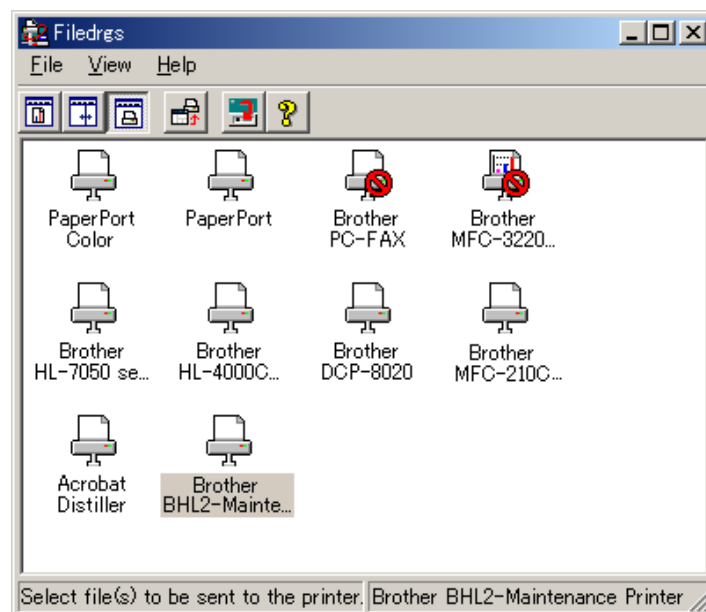 Filedrgs
File View Help
PaperPort
Color
PaperPort
Brother
PC-FAX
Brother
MFC-3220...
Brother
HL-7050 se...
Brother
HL-4000C...
Brother
DCP-8020
Brother
MFC-210C...
Acrobat
Distiller
Brother
BHL2-Mainte...
Select file(s) to be sent to the printer. Brother BHL2-Maintenance Printer